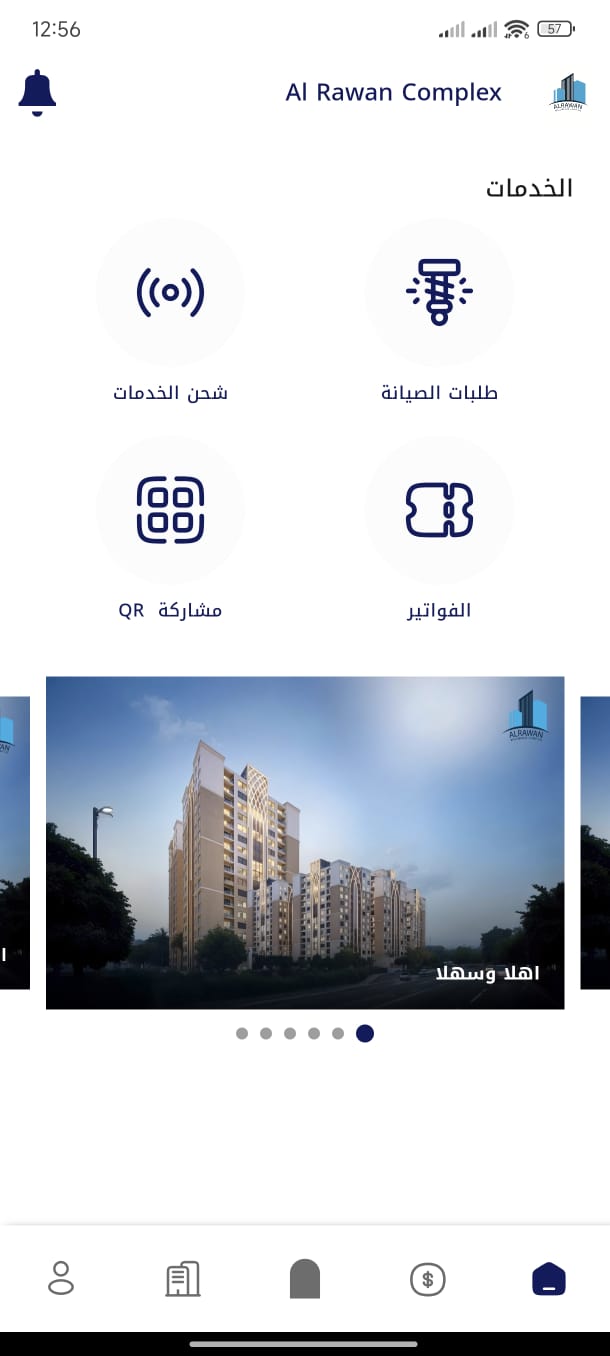 12:56
57
Al Rawan Complex
ALRAWAN
الخدمات
طلبات الصيانة
شحن الخدمات
الفواتير
مشاركة QR
ALRAWAN
اهلا وسهلا